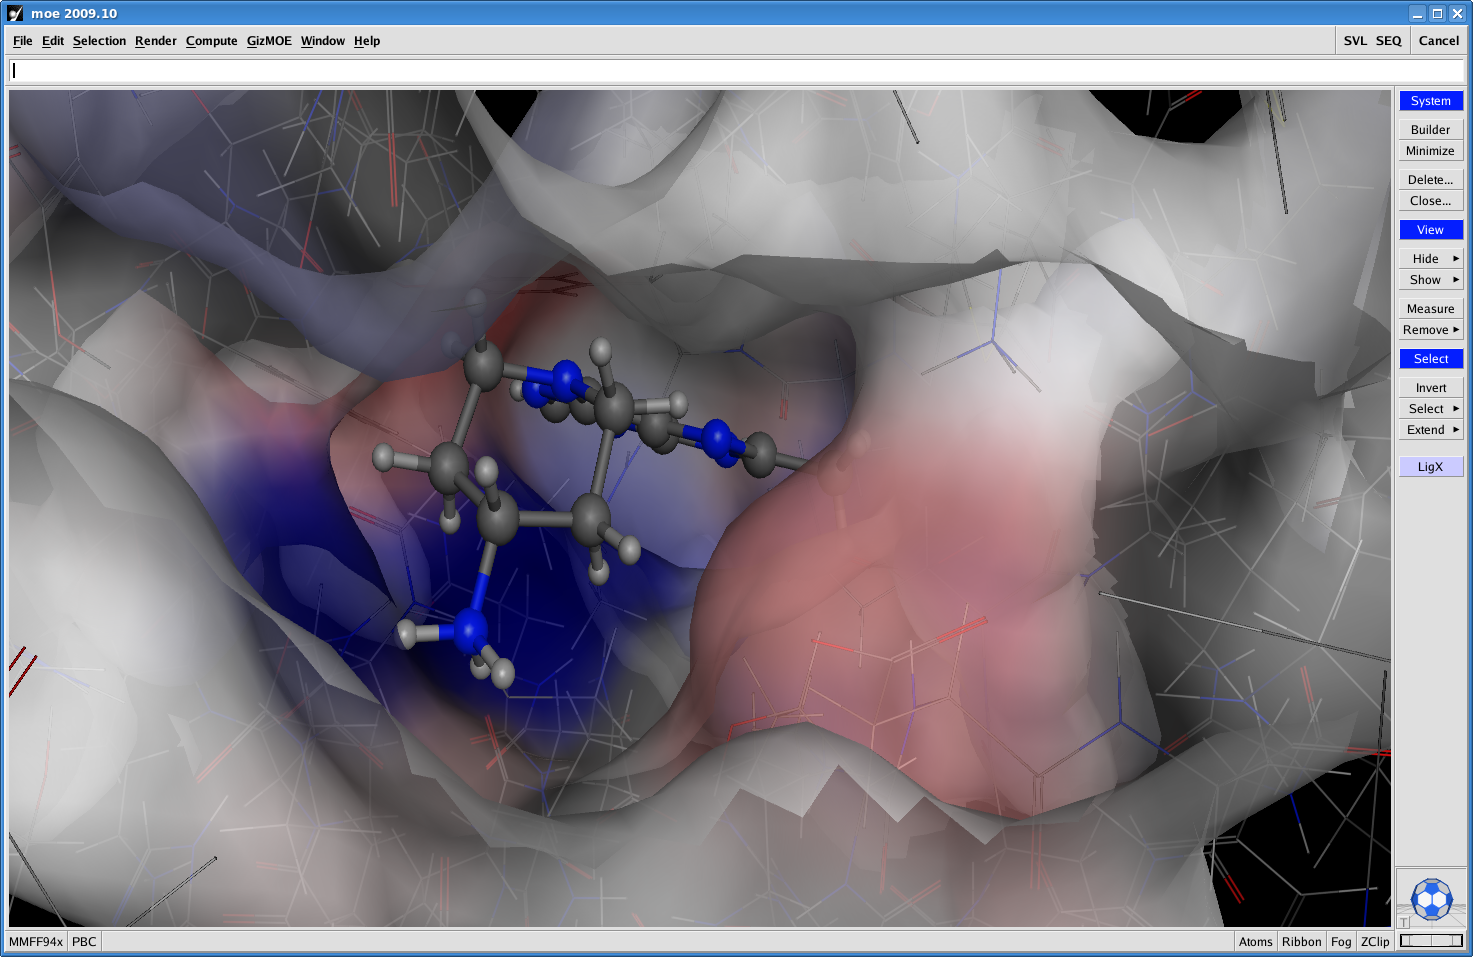 moe 2009.10
File Edit Selection Render Compute GizMOE Window Help SVL SEQ Cancel
System
Builder
Minimize
Delete...
Close...
View
Hide
Show
Measure
Remove
Select
Invert
Select
Extend
LigX
T
MMFF94x PBC Atoms Ribbon Fog ZClip